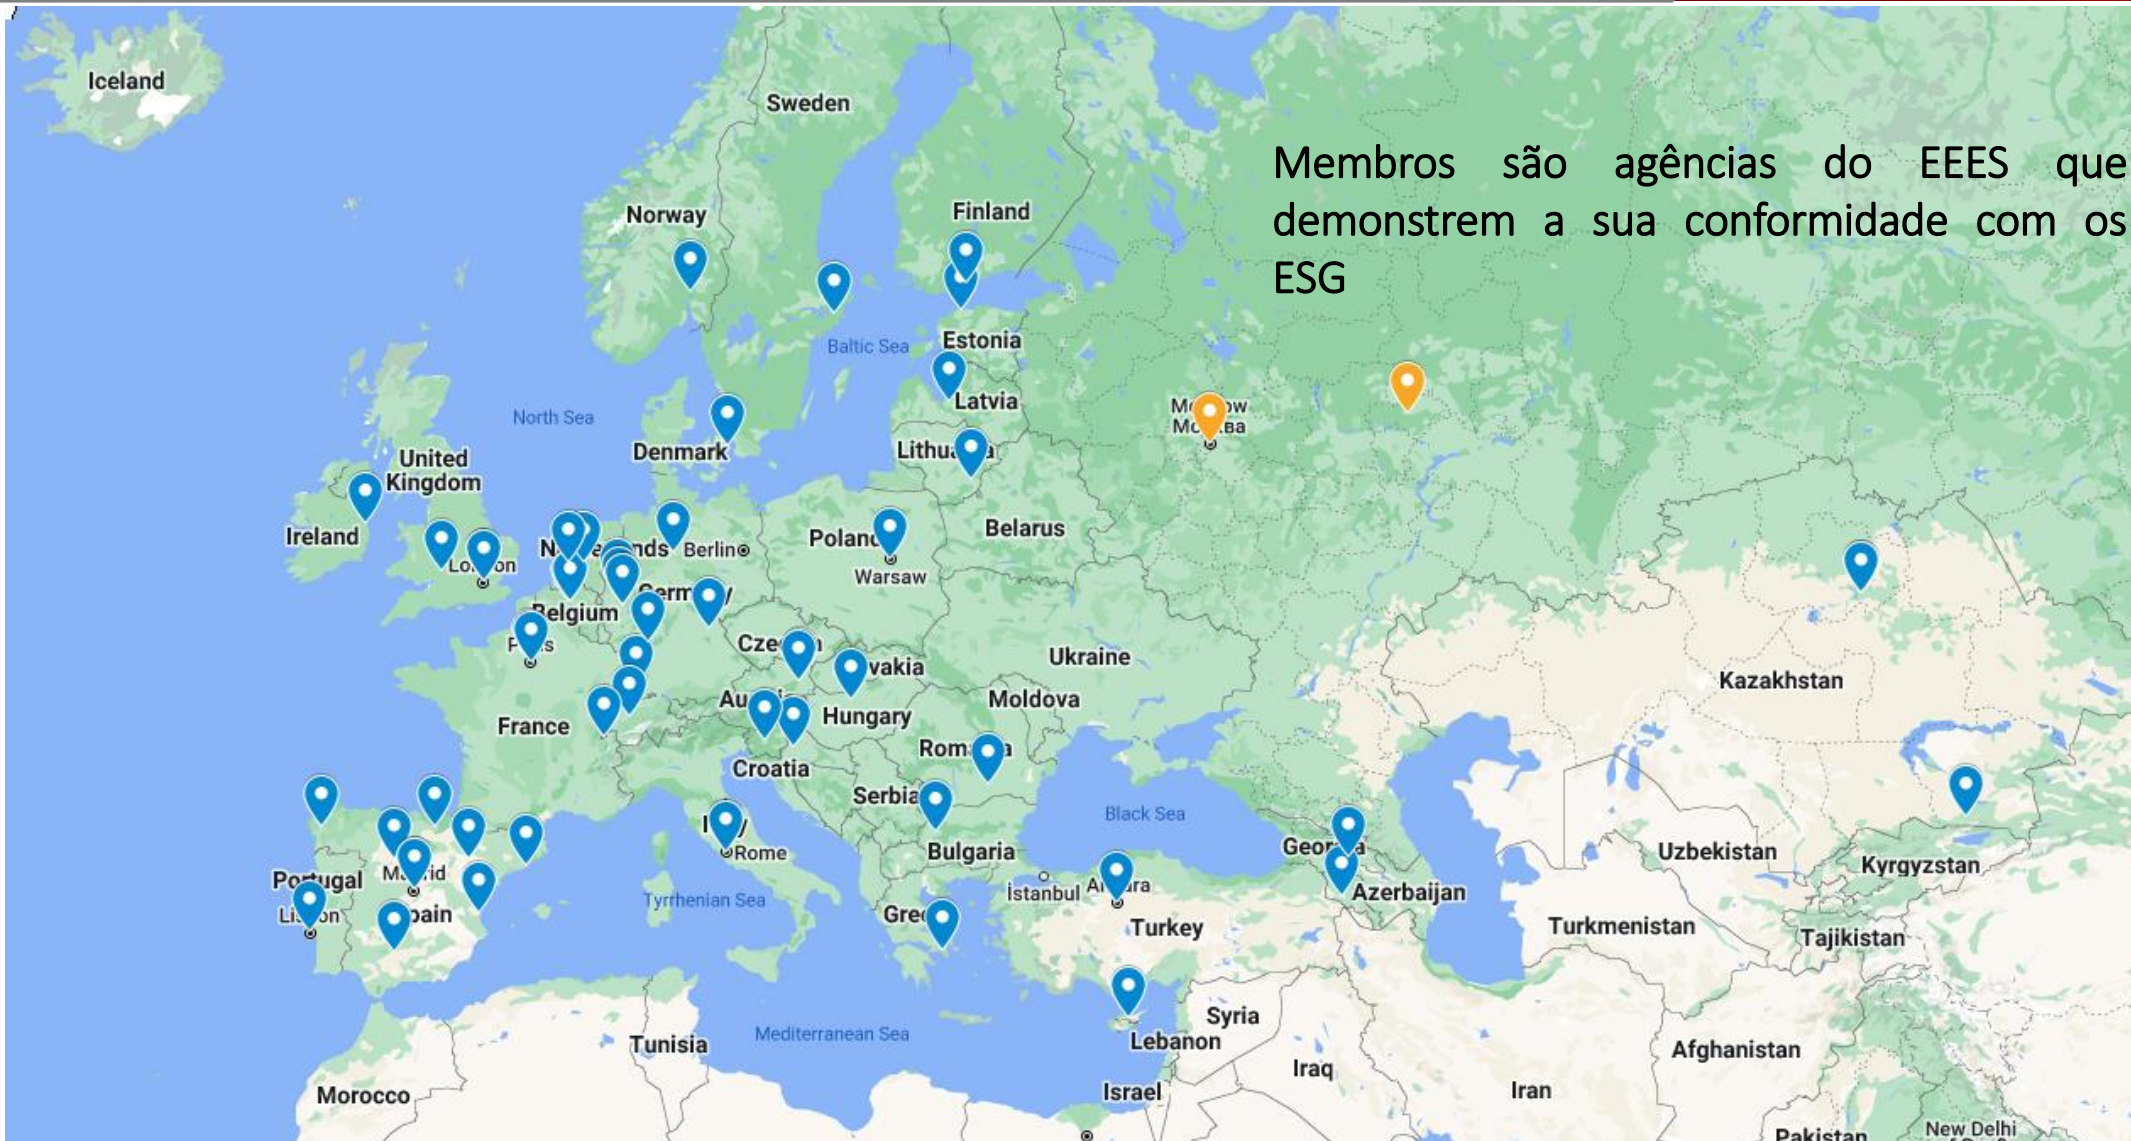 Iceland
Sweden
Membros são agências do EEES que
demonstrem a sua conformidade com os
ESG
Norway
Finland
Estonia
Baltic Sea
Latvia
North Sea
Denmark
United
Kingdom
Ireland
Belarus
Berlin
Warsaw
Belgium
Ukraine
Kazakhstan
Moldova
Hungary
France
Croatia
Serbia
Black Sea
Rome
Bulgaria
Uzbekistan
Kyrgyzstan
Portugal
İstanbul
Azerbaijan
Tyrrhenian Sea
Turkey
Turkmenistan
Tajikistan
Syria
Mediterranean Sea
Lebanon
Tunisia
Afghanistan
Iraq
Iran
Israel
Morocco
New Delhi
Pakistan